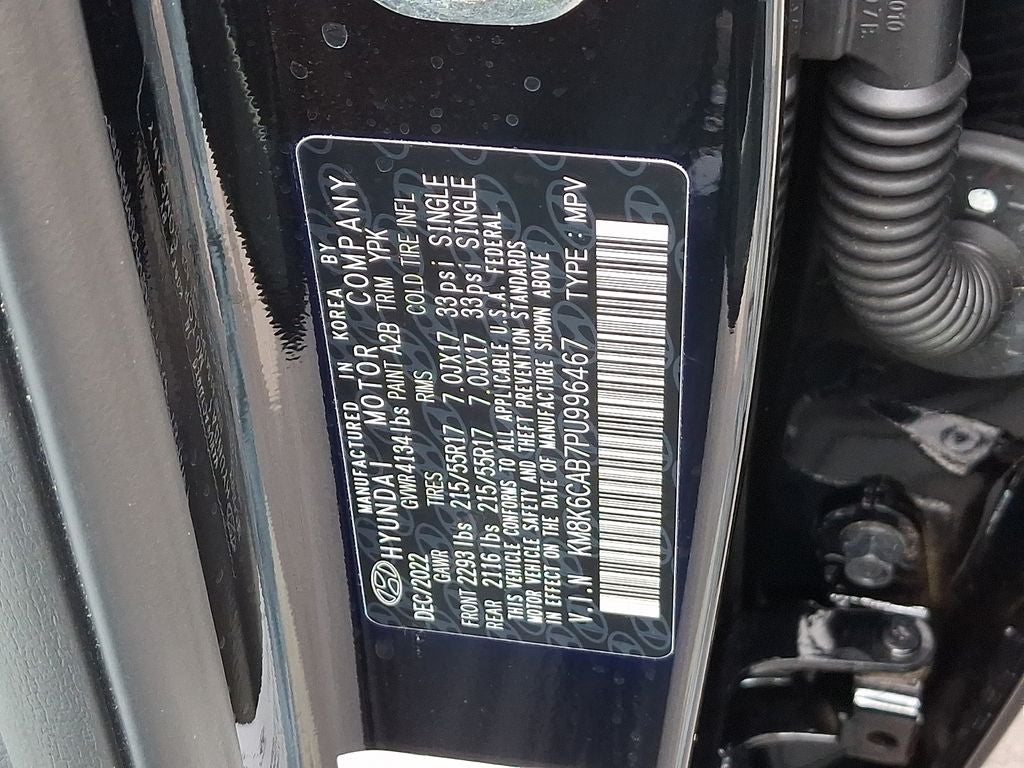 MANUFACTURED IN KOREA BY
HYUNDAI MOTOR COMPANY
DEC/2022 GVWR 4134 lbs PAINT A2B TRIM YPK
GAWR TIRES RIMS COLD TIRE INFL
FRONT 2293 lbs 215/55R17 7.0JX17 33psi SINGLE
REAR 2116 lbs 215/55R17 7.0JX17 33psi SINGLE
THIS VEHICLE CONFORMS TO ALL APPLICABLE U.S.A. FEDERAL
MOTOR VEHICLE SAFETY AND THEFT PREVENTION STANDARDS
IN EFFECT ON THE DATE OF MANUFACTURE SHOWN ABOVE
V.I.N KM8K6CAB7PU996467 TYPE : MPV